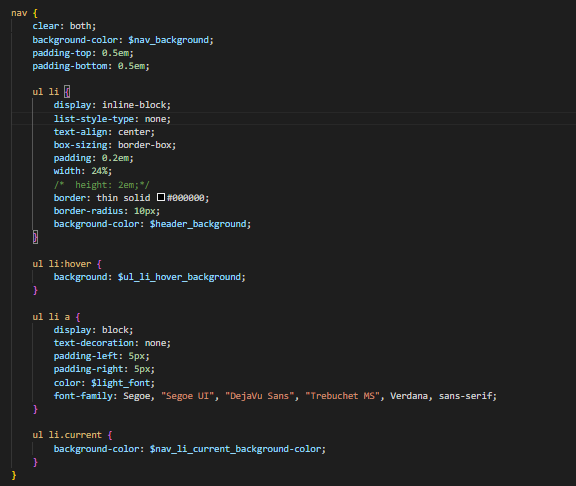 nav {
    clear: both;
    background-color: $nav_background;
    padding-top: 0.5em;
    padding-bottom: 0.5em;

    ul li {
        display: inline-block;
        list-style-type: none;
        text-align: center;
        box-sizing: border-box;
        padding: 0.2em;
        width: 24%;
        /*  height: 2em;*/
        border: thin solid #000000;
        border-radius: 10px;
        background-color: $header_background;
    }

    ul li:hover {
        background: $ul_li_hover_background;
    }

    ul li a {
        display: block;
        text-decoration: none;
        padding-left: 5px;
        padding-right: 5px;
        color: $light_font;
        font-family: Segoe, "Segoe UI", "DejaVu Sans", "Trebuchet MS", Verdana, sans-serif;
    }

    ul li.current {
        background-color: $nav_li_current_background-color;
    }
}